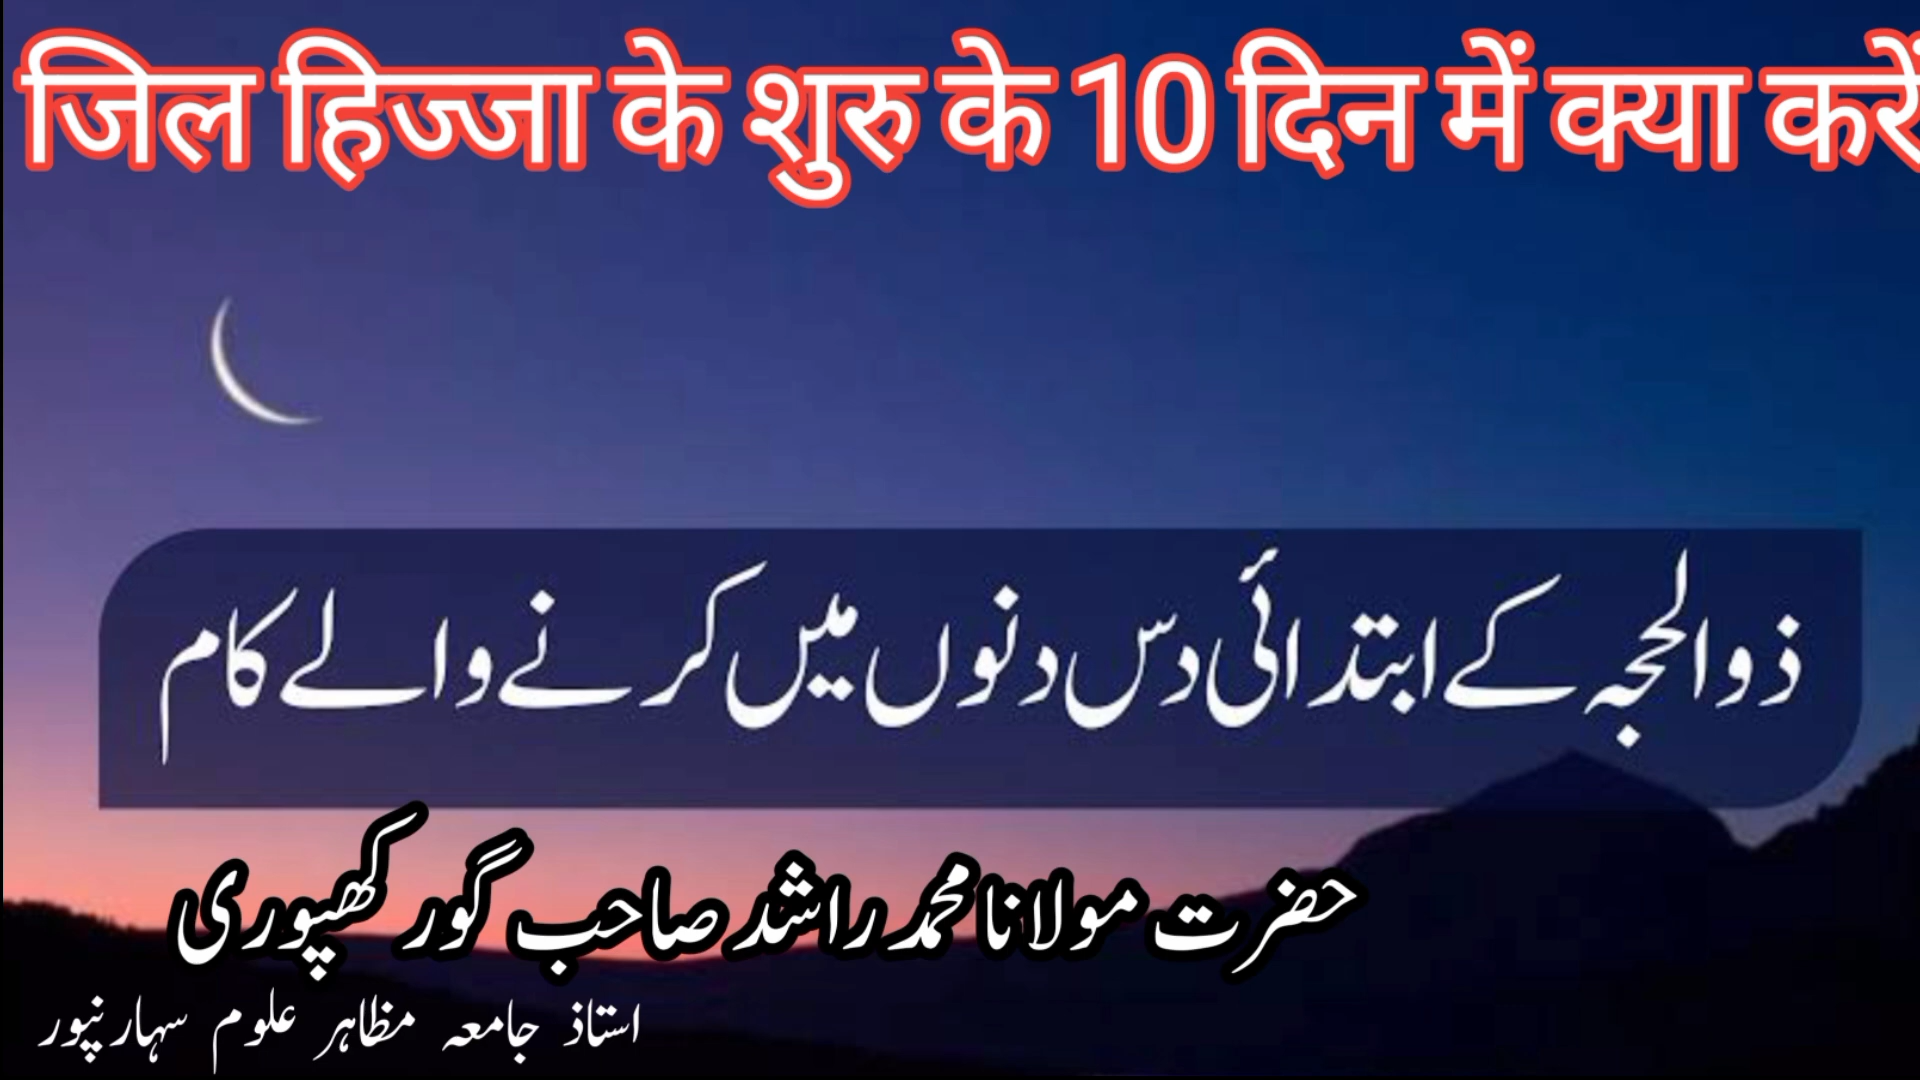 जिल हिज्जा के शुरु के 10 दिन में क्या करें
ذوالحجہ کے ابتدائی دس دنوں میں کرنے والے کام
حضرت مولانا محمد راشد صاحب گورکھپوری
استاذ جامعہ مظاہر علوم سہارنپور